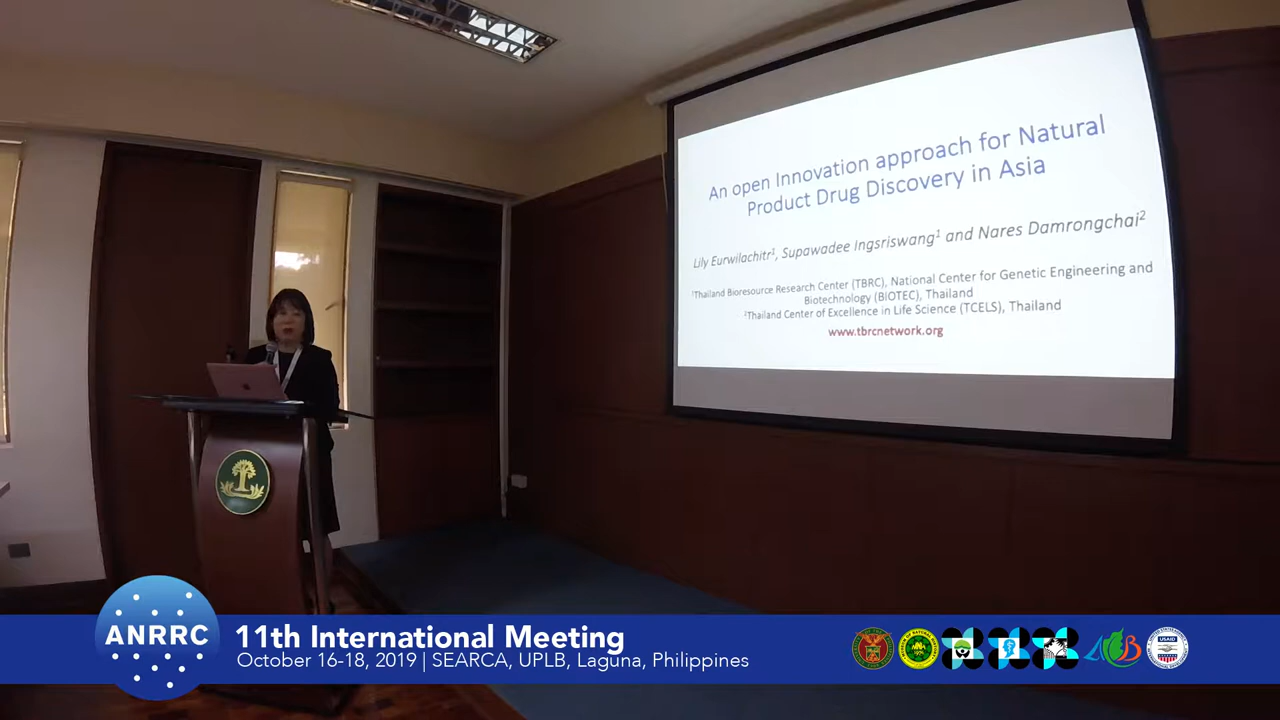 An open Innovation approach for Natural
Product Drug Discovery in Asia
Lily Eurwilachitr¹, Supawadee Ingsriswang¹ and Nares Damrongchai²
¹Thailand Bioresource Research Center (TBRC), National Center for Genetic Engineering and
Biotechnology (BIOTEC), Thailand
²Thailand Center of Excellence in Life Science (TCELS), Thailand
www.tbrcnetwork.org
ANRRC
11th International Meeting
October 16-18, 2019 | SEARCA, UPLB, Laguna, Philippines
USAID